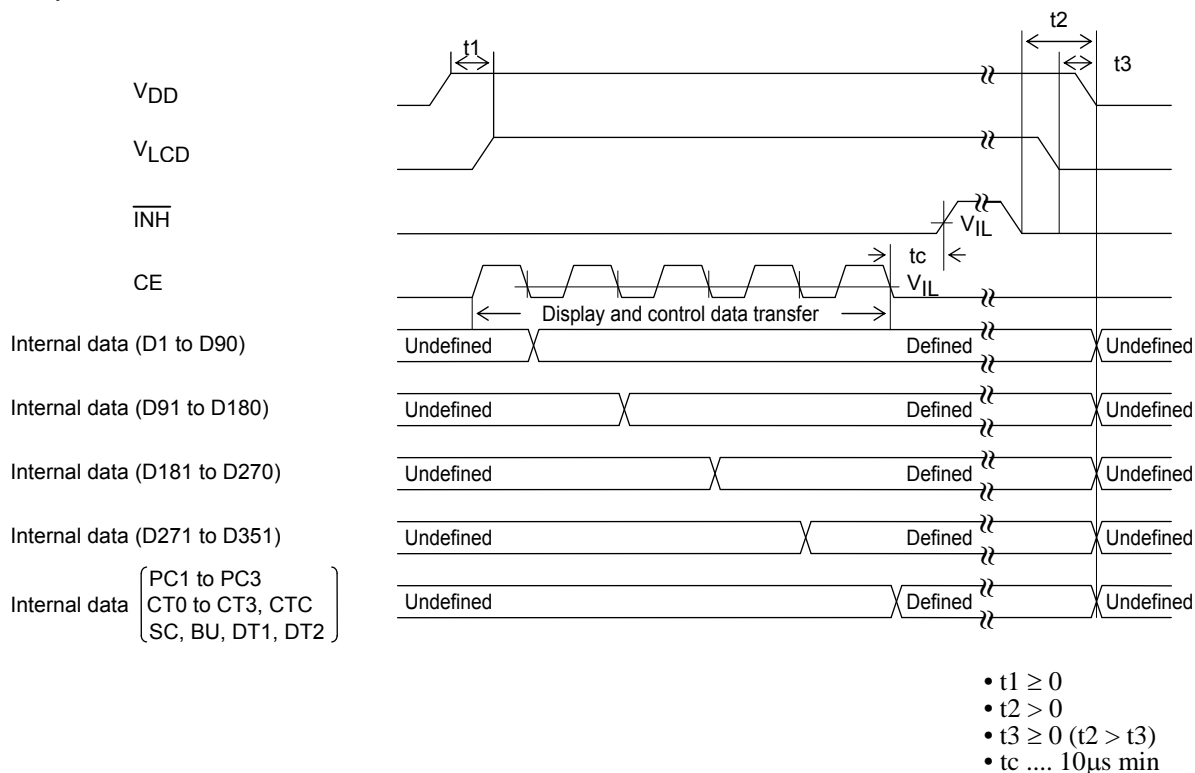 t2
t1
t3
VDD
VLCD
INH
VIL
tc
CE
VIL
Display and control data transfer
Internal data (D1 to D90)
Undefined
Defined
Undefined
Internal data (D91 to D180)
Undefined
Defined
Undefined
Internal data (D181 to D270)
Undefined
Defined
Undefined
Internal data (D271 to D351)
Undefined
Defined
Undefined
Internal data
PC1 to PC3
CT0 to CT3, CTC
SC, BU, DT1, DT2
Undefined
Defined
Undefined
• t1 ≥ 0
• t2 > 0
• t3 ≥ 0 (t2 > t3)
• tc .... 10μs min